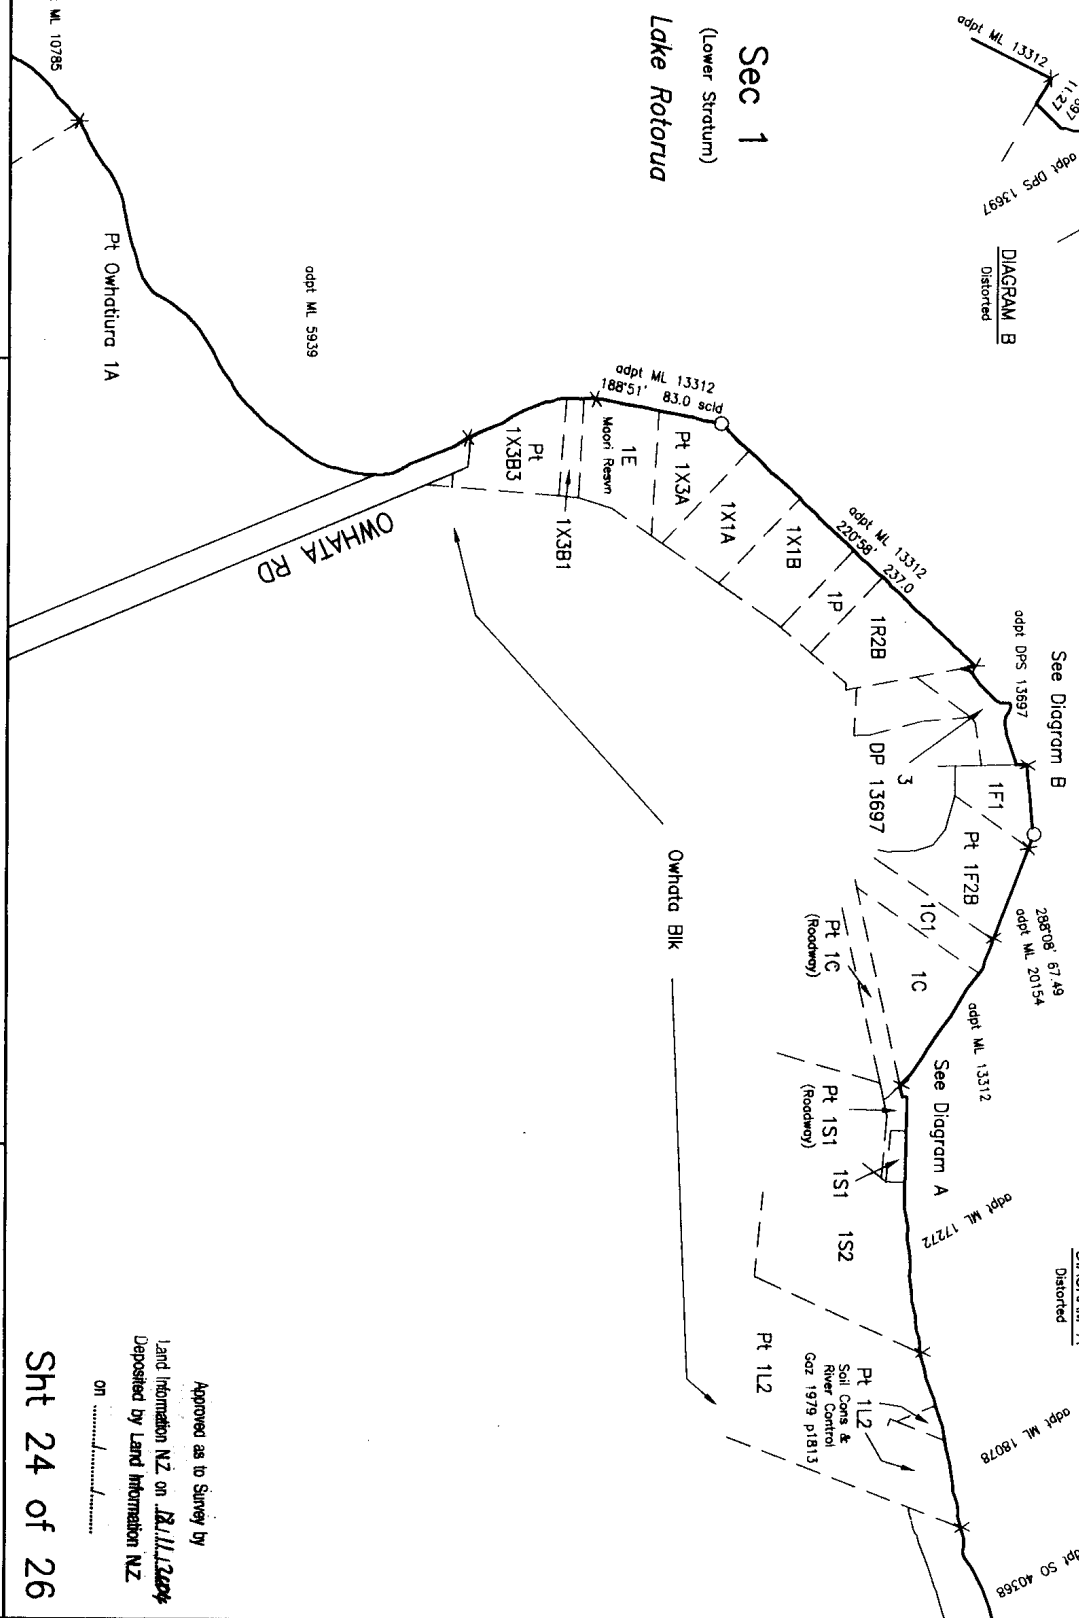 adpt ML 13312
11.27
697
adpt DPS 13697
DIAGRAM B
Distorted
Sec 1
(Lower Stratum)
Lake Rotorua
ML 10785
Pt Owhatiura 1A
adpt ML 5939
OWHATA RD
adpt ML 13312
188°51' 83.0 scld
Pt
1X3B3
1X3B1
1E
Maori Resvn
Pt 1X3A
1X1A
1X1B
1P
1R2B
adpt ML 13312
220°58' 237.0
adpt DPS 13697
See Diagram B
3
DP 13697
1F1
Pt 1F2B
1C1
1C
288°08' 67.49
adpt ML 20154
adpt ML 13312
Pt 1C
(Roadway)
Owhata Blk
See Diagram A
Pt 1S1
(Roadway)
1S1
1S2
adpt ML 17272
Distorted
Pt 1L2
Pt 1L2
Soil Cons &
River Control
Gaz 1979 p1813
adpt ML 18078
adpt SO 40368
Approved as to Survey by
Land Information N.Z. on
Deposited by Land Information N.Z.
on ......../......../........
Sht 24 of 26